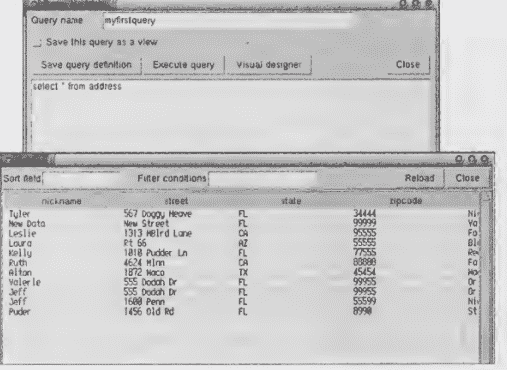 Query name myfirstquery
Save this query as a view
Save query definition Execute query Visual designer Close
select * from address
Sort field Filter conditions Reload Close
nickname street state zipcode
Tyler 567 Doggy Heave FL 34444
New Data New Street FL 99999
Leslie 1313 MBlrd Lane CA 95555
Laura Rt 66 AZ 55555
Kelly 1010 Pudder Ln FL 77555
Ruth 4624 Minn CA 88888
Alton 1872 Waco TX 45454
Valerie 555 Dodah Dr FL 99955 Or
Jeff 555 Dodah Dr FL 99955 Or
Jeff 1600 Penn FL 55599
Puder 1456 Old Rd FL 8990 St